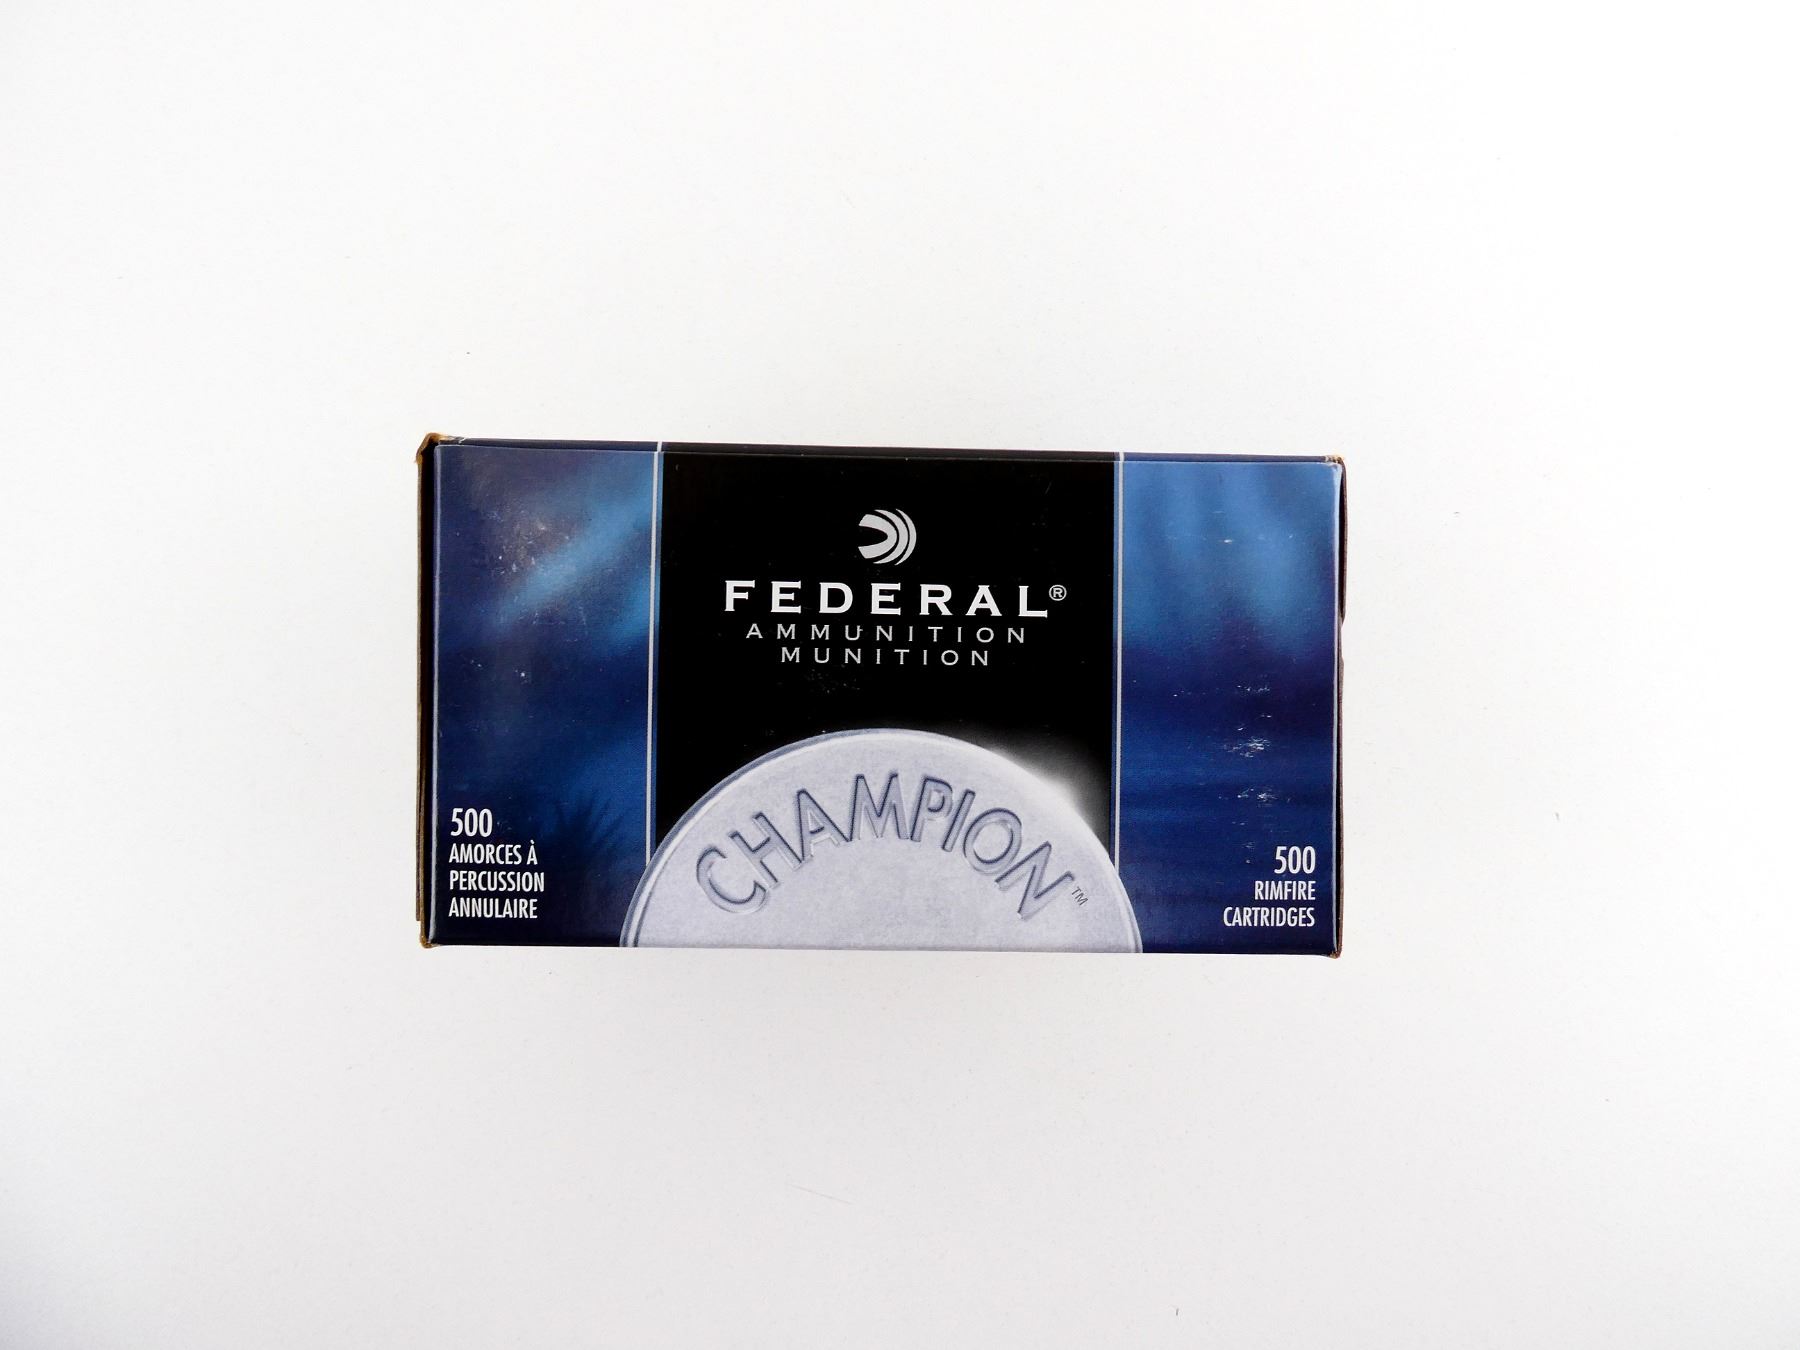 FEDERAL®
AMMUNITION
MUNITION
CHAMPION™
500
AMORCES À
PERCUSSION
ANNULAIRE
500
RIMFIRE
CARTRIDGES